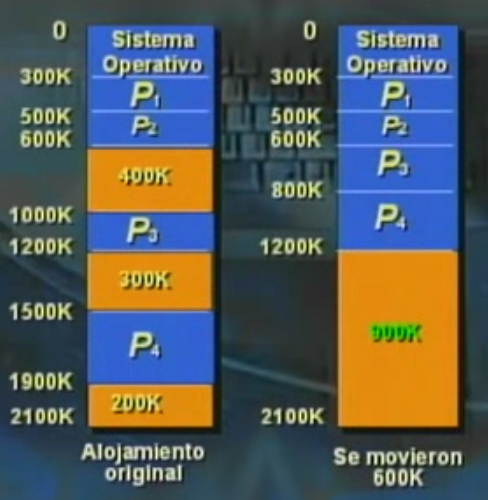 0
Sistema
Operativo
300K
P1
500K
P2
600K
400K
1000K
P3
1200K
300K
1500K
P4
1900K
200K
2100K
Alojamiento
original
0
Sistema
Operativo
300K
P1
500K
P2
600K
P3
800K
P4
1200K
900K
2100K
Se movieron
600K